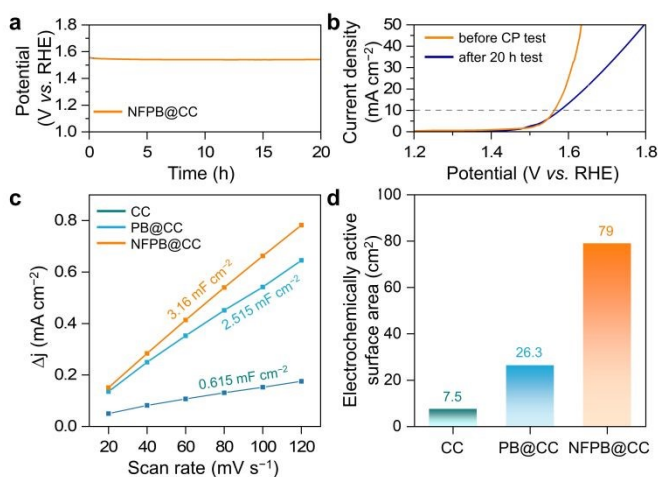 a
Potential
(V vs. RHE)
1.8
1.6
1.4
1.2
1.0
NFPB@CC
0 5 10 15 20
Time (h)
b
Current density
(mA cm⁻²)
50
40
30
20
10
0
before CP test
after 20 h test
1.2 1.4 1.6 1.8
Potential (V vs. RHE)
c
Δj (mA cm⁻²)
0.8
0.6
0.4
0.2
0.0
CC
PB@CC
NFPB@CC
3.16 mF cm⁻²
2.515 mF cm⁻²
0.615 mF cm⁻²
20 40 60 80 100 120
Scan rate (mV s⁻¹)
d
Electrochemically active
surface area (cm²)
100
80
60
40
20
0
7.5
26.3
79
CC PB@CC NFPB@CC